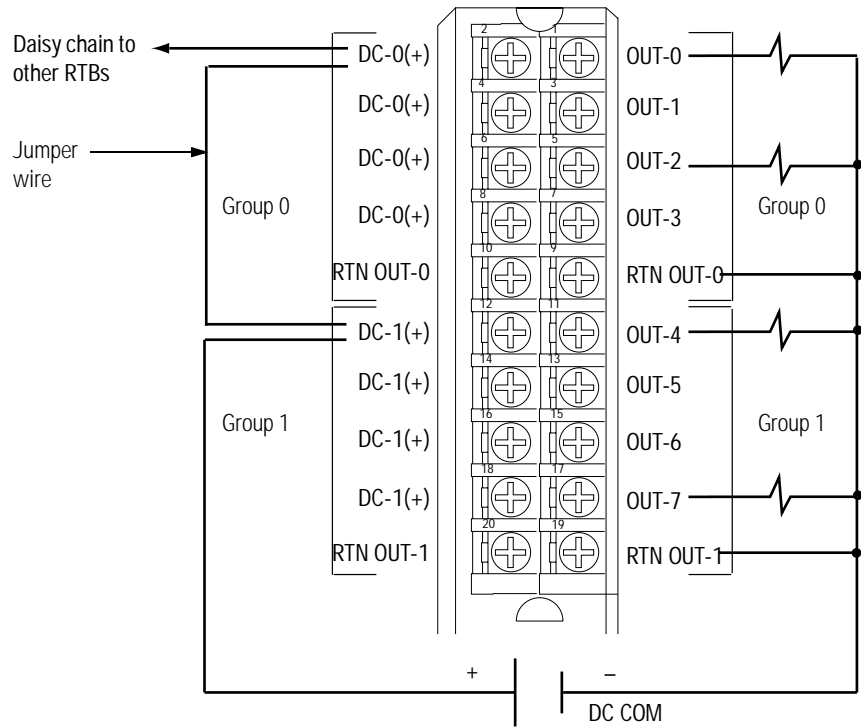 Daisy chain to
other RTBs
Jumper
wire
2 1
DC-0(+) OUT-0
4 3
DC-0(+) OUT-1
6 5
DC-0(+) OUT-2
8 7
Group 0 DC-0(+) OUT-3 Group 0
10 9
RTN OUT-0 RTN OUT-0
12 11
DC-1(+) OUT-4
14 13
DC-1(+) OUT-5
16 15
Group 1 DC-1(+) OUT-6 Group 1
18 17
DC-1(+) OUT-7
20 19
RTN OUT-1 RTN OUT-1
+ –
DC COM